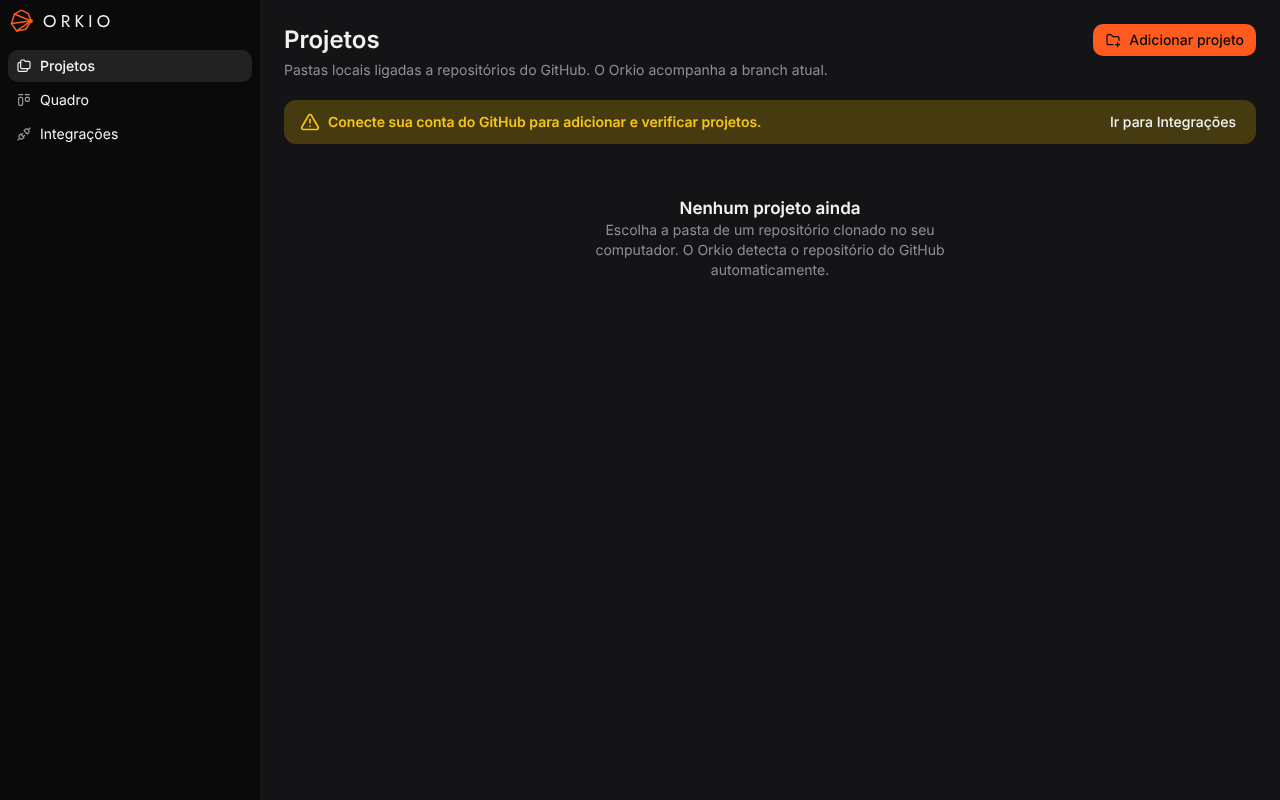 ORKIO
Projetos
Quadro
Integrações
Projetos
Adicionar projeto
Pastas locais ligadas a repositórios do GitHub. O Orkio acompanha a branch atual.
Conecte sua conta do GitHub para adicionar e verificar projetos.
Ir para Integrações
Nenhum projeto ainda
Escolha a pasta de um repositório clonado no seu
computador. O Orkio detecta o repositório do GitHub
automaticamente.